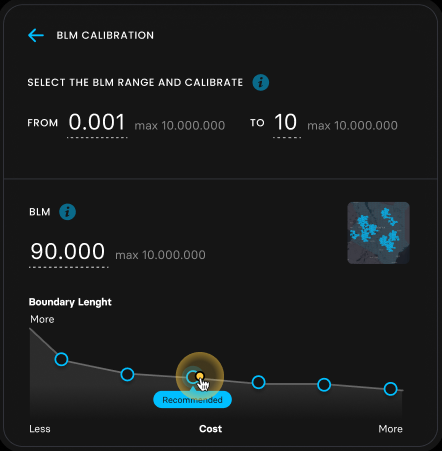 BLM CALIBRATION
SELECT THE BLM RANGE AND CALIBRATE i
FROM 0.001 max 10.000.000 TO 10 max 10.000.000
BLM i
90.000 max 10.000.000
Boundary Lenght
More
Recommended
Less Cost More